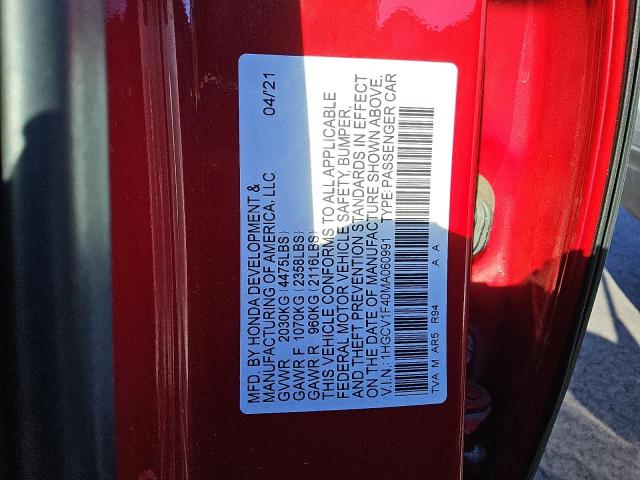 MFD. BY HONDA DEVELOPMENT &
MANUFACTURING OF AMERICA, LLC 04/'21
GVWR 2030KG (4475LBS)
GAWR F 1070KG (2358LBS)
GAWR R 960KG (2116LBS)
THIS VEHICLE CONFORMS TO ALL APPLICABLE
FEDERAL MOTOR VEHICLE SAFETY, BUMPER,
AND THEFT PREVENTION STANDARDS IN EFFECT
ON THE DATE OF MANUFACTURE SHOWN ABOVE.
V.I.N.: 1HGCV1F40MA060991 TYPE:PASSENGER CAR
TVA M AR5 R94 .A A